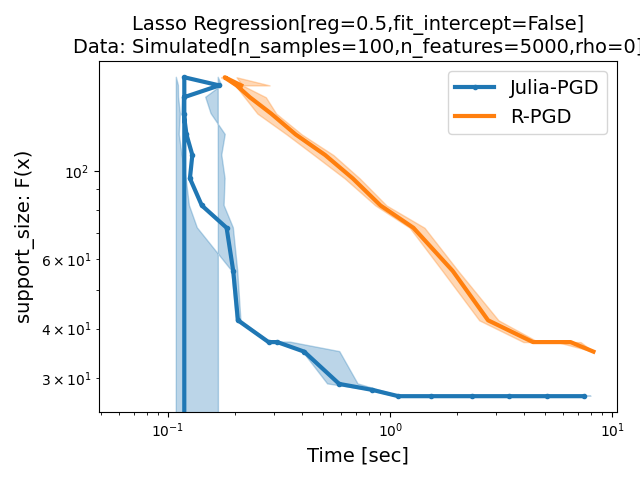 Lasso Regression[reg=0.5,fit_intercept=False]
Data: Simulated[n_samples=100,n_features=5000,rho=0]
Julia-PGD
R-PGD
support_size: F(x)
10²
6 × 10¹
4 × 10¹
3 × 10¹
10⁻¹
10⁰
10¹
Time [sec]